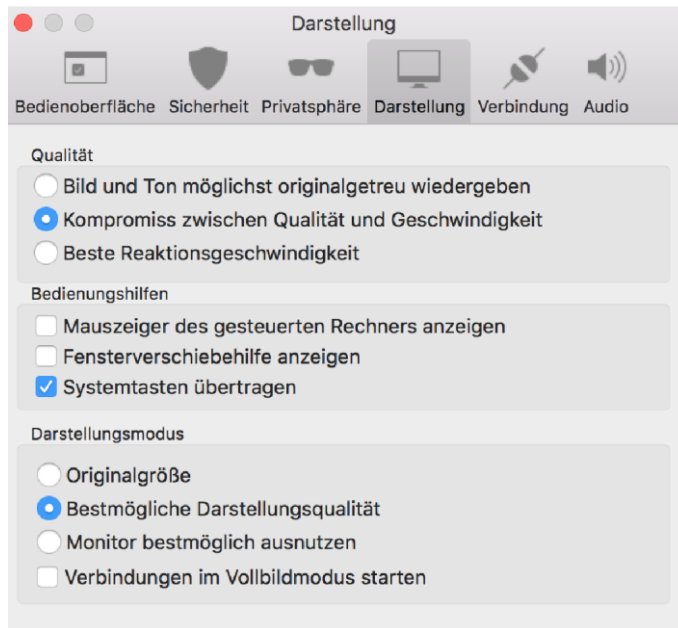 Darstellung
Bedienoberfläche Sicherheit Privatsphäre Darstellung Verbindung Audio
Qualität
Bild und Ton möglichst originalgetreu wiedergeben
Kompromiss zwischen Qualität und Geschwindigkeit
Beste Reaktionsgeschwindigkeit
Bedienungshilfen
Mauszeiger des gesteuerten Rechners anzeigen
Fensterverschiebehilfe anzeigen
Systemtasten übertragen
Darstellungsmodus
Originalgröße
Bestmögliche Darstellungsqualität
Monitor bestmöglich ausnutzen
Verbindungen im Vollbildmodus starten